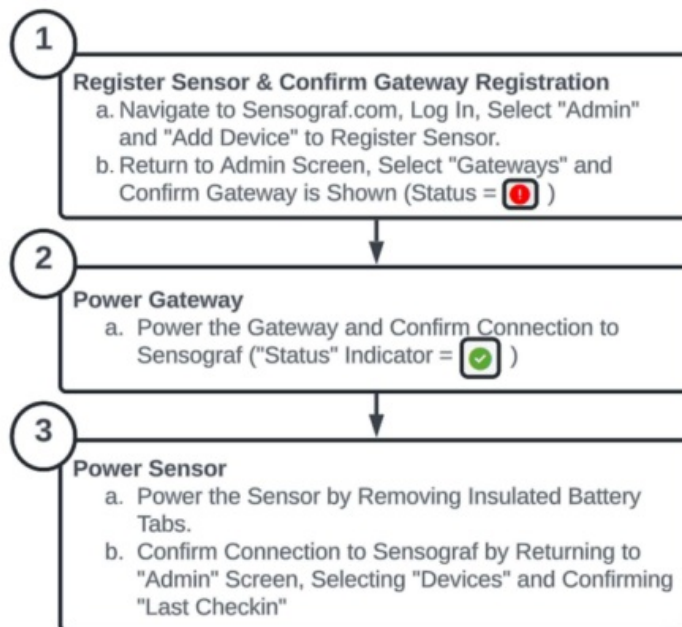 1
Register Sensor & Confirm Gateway Registration
a. Navigate to Sensograf.com, Log In, Select "Admin"
and "Add Device" to Register Sensor.
b. Return to Admin Screen, Select "Gateways" and
Confirm Gateway is Shown (Status = ! )
2
Power Gateway
a. Power the Gateway and Confirm Connection to
Sensograf ("Status" Indicator = )
3
Power Sensor
a. Power the Sensor by Removing Insulated Battery
Tabs.
b. Confirm Connection to Sensograf by Returning to
"Admin" Screen, Selecting "Devices" and Confirming
"Last Checkin"